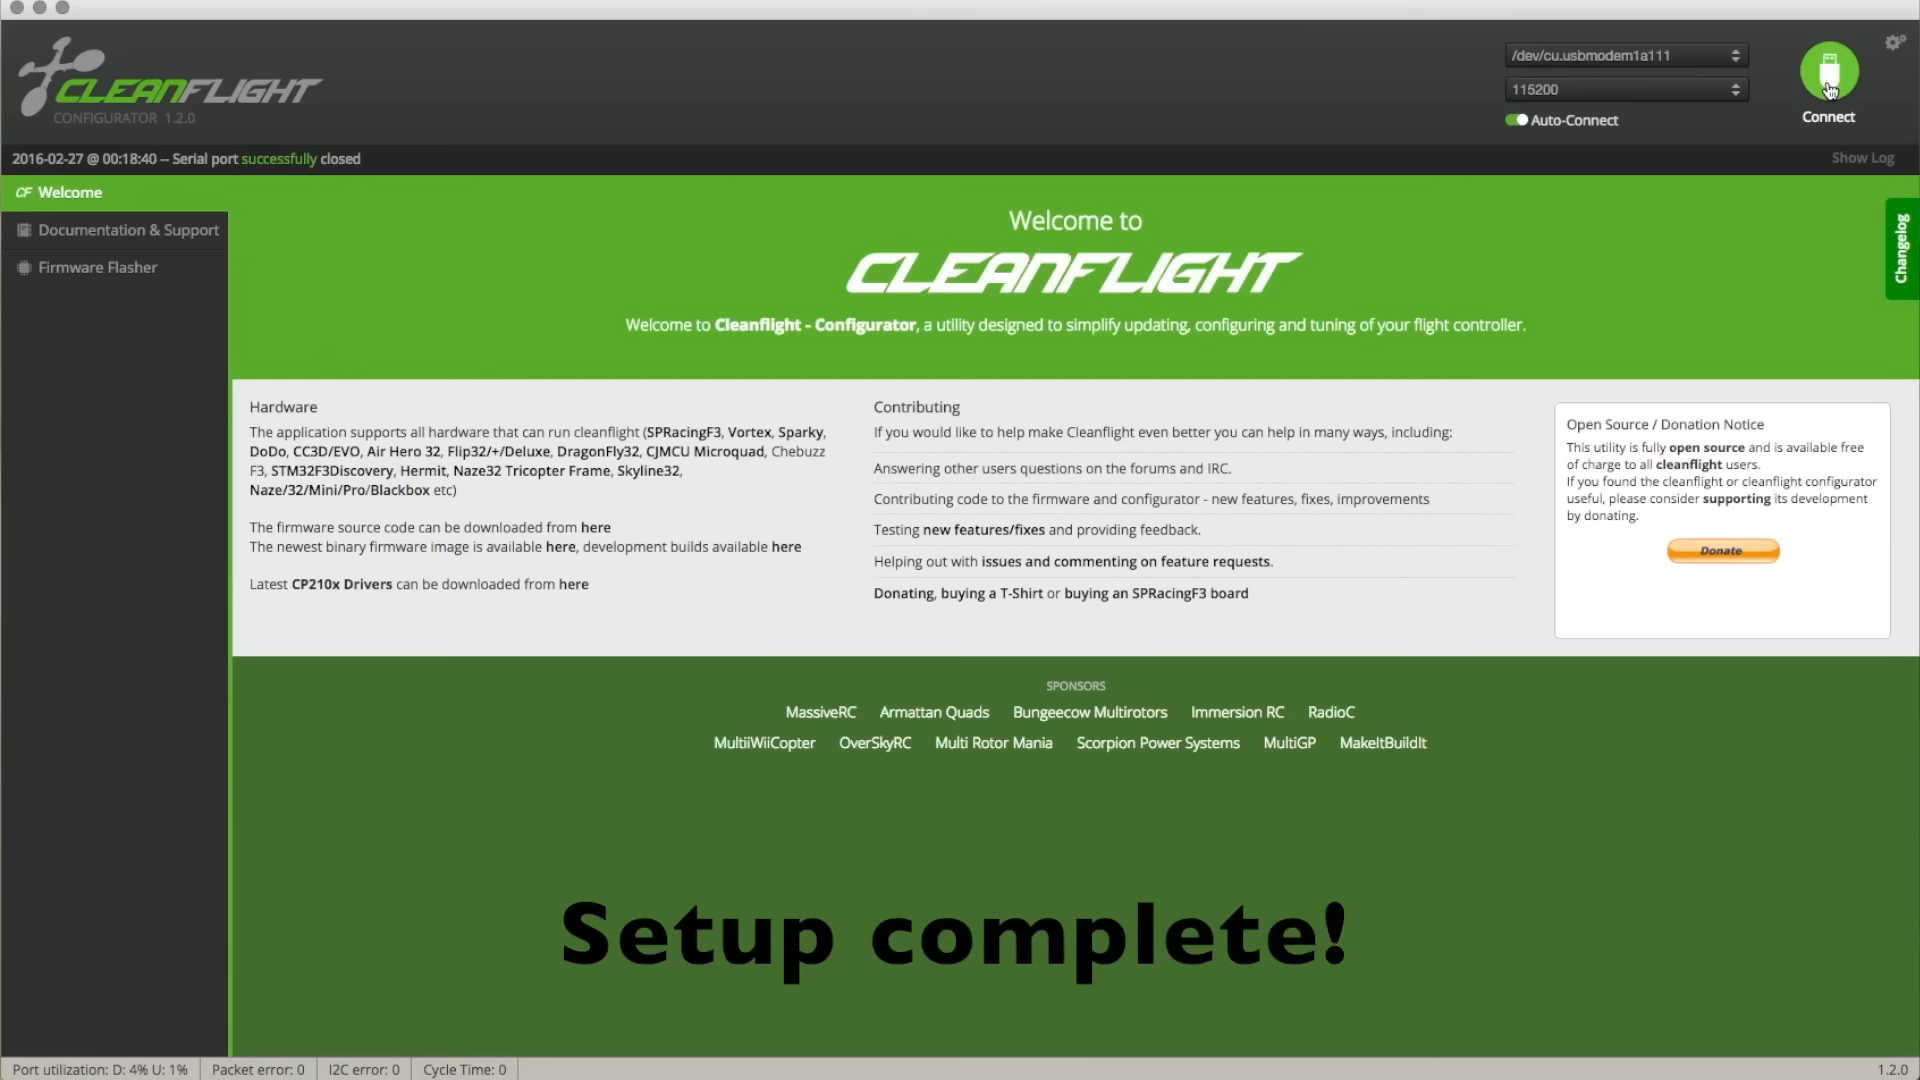 CLEANFLIGHT
CONFIGURATOR 1.2.0
/dev/cu.usbmodem1a111
115200
Auto-Connect
Connect
2016-02-27 @ 00:18:40 -- Serial port successfully closed
Show Log
CF Welcome
Documentation & Support
Firmware Flasher
Changelog
Welcome to
CLEANFLIGHT
Welcome to Cleanflight - Configurator, a utility designed to simplify updating, configuring and tuning of your flight controller.
Hardware
The application supports all hardware that can run cleanflight (SPRacingF3, Vortex, Sparky,
DoDo, CC3D/EVO, Air Hero 32, Flip32/+/Deluxe, DragonFly32, CJMCU Microquad, Chebuzz
F3, STM32F3Discovery, Hermit, Naze32 Tricopter Frame, Skyline32,
Naze/32/Mini/Pro/Blackbox etc)
The firmware source code can be downloaded from here
The newest binary firmware image is available here, development builds available here
Latest CP210x Drivers can be downloaded from here
Contributing
If you would like to help make Cleanflight even better you can help in many ways, including:
Answering other users questions on the forums and IRC.
Contributing code to the firmware and configurator - new features, fixes, improvements
Testing new features/fixes and providing feedback.
Helping out with issues and commenting on feature requests.
Donating, buying a T-Shirt or buying an SPRacingF3 board
Open Source / Donation Notice
This utility is fully open source and is available free
of charge to all cleanflight users.
If you found the cleanflight or cleanflight configurator
useful, please consider supporting its development
by donating.
Donate
SPONSORS
MassiveRC Armattan Quads Bungeecow Multirotors Immersion RC RadioC
MultiiWiiCopter OverSkyRC Multi Rotor Mania Scorpion Power Systems MultiGP MakeItBuildIt
Setup complete!
Port utilization: D: 4% U: 1% Packet error: 0 I2C error: 0 Cycle Time: 0 1.2.0